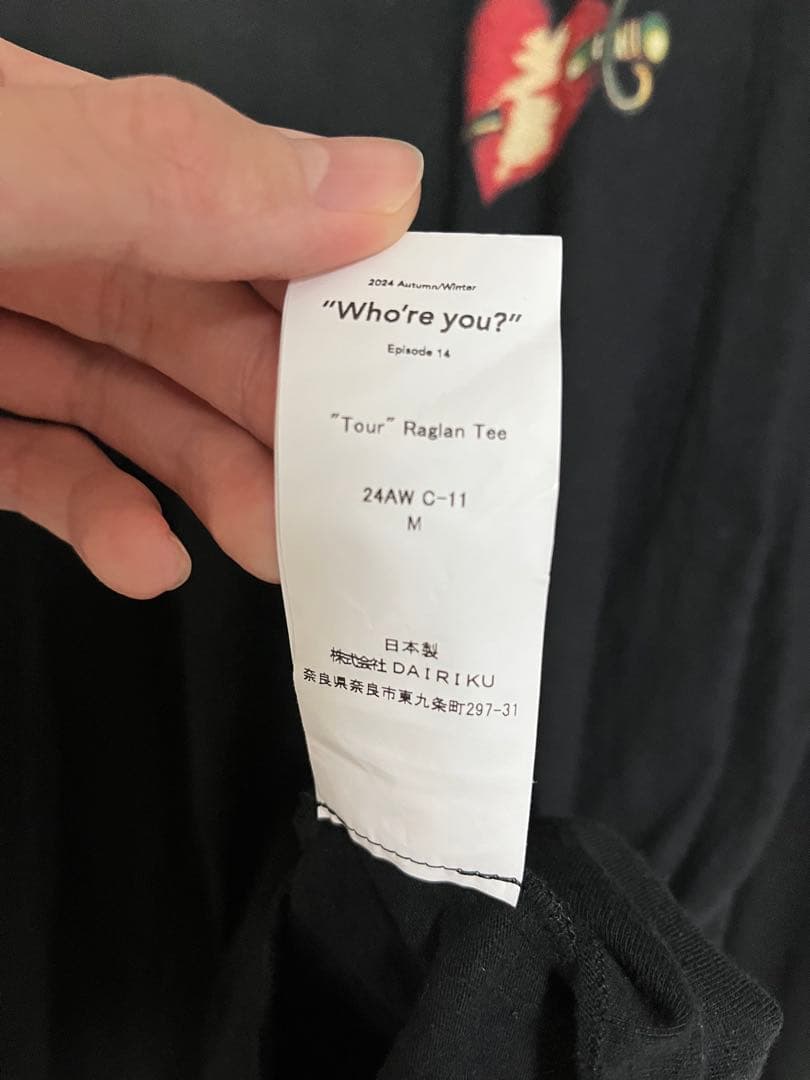 2024 Autumn/Winter
"Who're you?"
Episode 14
"Tour" Raglan Tee
24AW C-11
M
日本製
株式会社 DAIRIKU
奈良県奈良市東九条町297-31